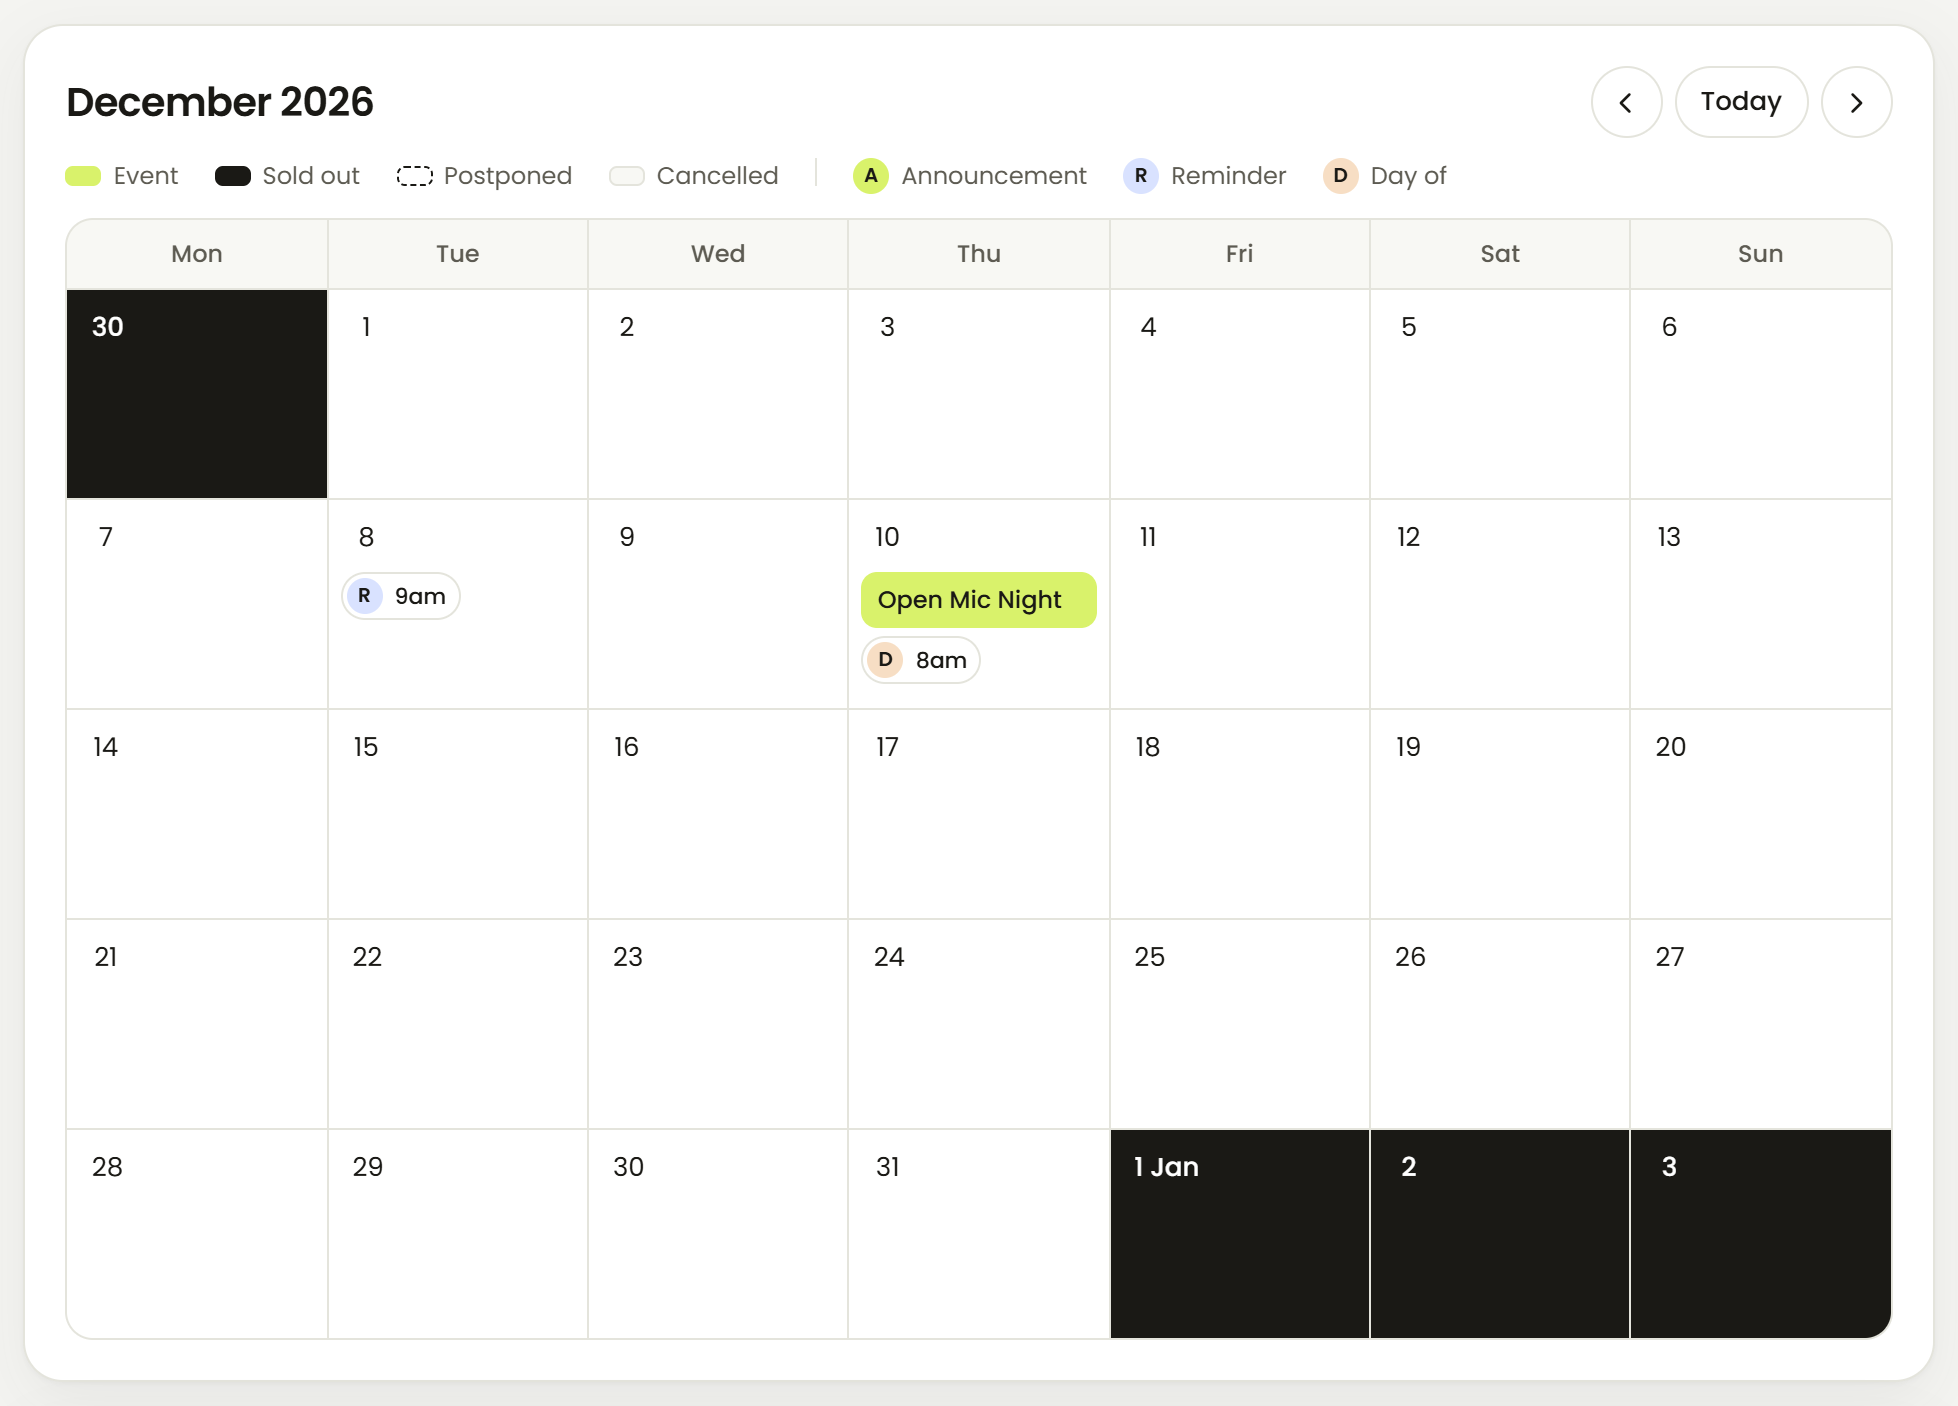 December 2026
Today
Event Sold out Postponed Cancelled A Announcement R Reminder D Day of
Mon Tue Wed Thu Fri Sat Sun
30 1 2 3 4 5 6
7 8 9 10 11 12 13
R 9am
Open Mic Night
D 8am
14 15 16 17 18 19 20
21 22 23 24 25 26 27
28 29 30 31 1 Jan 2 3